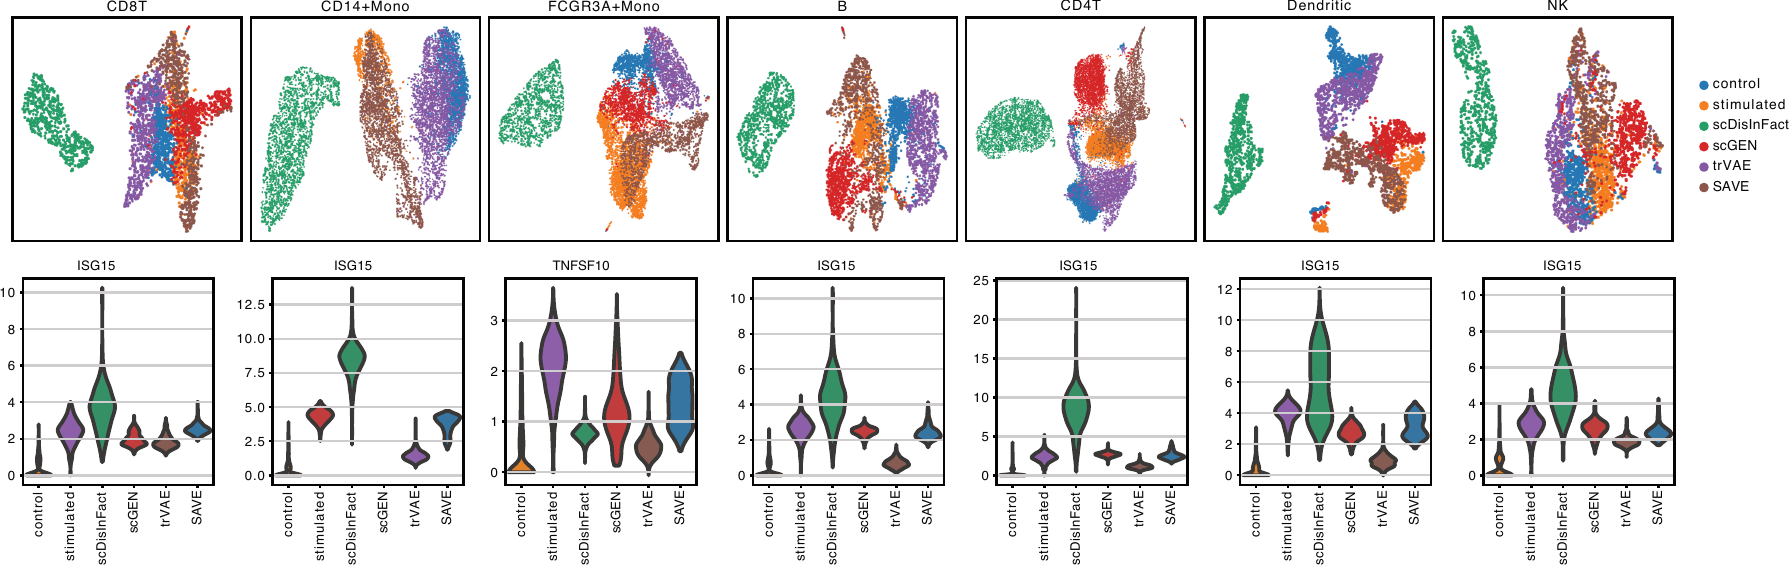 CD8T
CD14+Mono
FCGR3A+Mono
B
CD4T
Dendritic
NK
control
stimulated
scDisInFact
scGEN
trVAE
SAVE
ISG15
10
8
6
4
2
0
control
stimulated
scDisInFact
scGEN
trVAE
SAVE
ISG15
12.5
10.0
7.5
5.0
2.5
0.0
control
stimulated
scDisInFact
scGEN
trVAE
SAVE
TNFSF10
3
2
1
0
control
stimulated
scDisInFact
scGEN
trVAE
SAVE
ISG15
10
8
6
4
2
0
control
stimulated
scDisInFact
scGEN
trVAE
SAVE
ISG15
25
20
15
10
5
0
control
stimulated
scDisInFact
scGEN
trVAE
SAVE
ISG15
12
10
8
6
4
2
0
control
stimulated
scDisInFact
scGEN
trVAE
SAVE
ISG15
10
8
6
4
2
0
control
stimulated
scDisInFact
scGEN
trVAE
SAVE